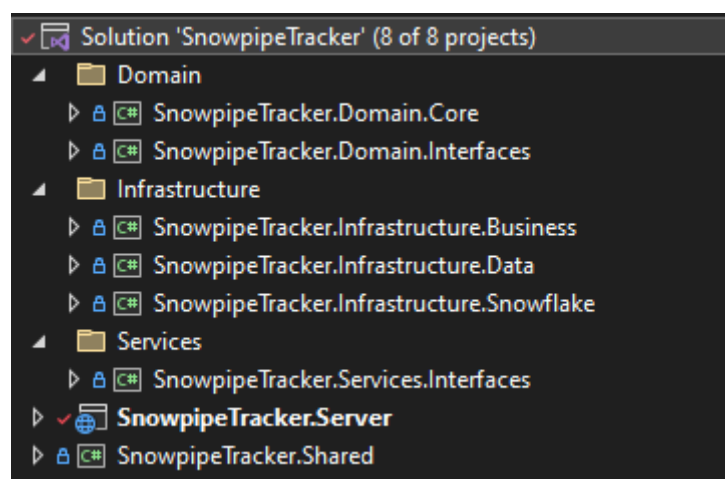 Solution 'SnowpipeTracker' (8 of 8 projects)
Domain
C# SnowpipeTracker.Domain.Core
C# SnowpipeTracker.Domain.Interfaces
Infrastructure
C# SnowpipeTracker.Infrastructure.Business
C# SnowpipeTracker.Infrastructure.Data
C# SnowpipeTracker.Infrastructure.Snowflake
Services
C# SnowpipeTracker.Services.Interfaces
SnowpipeTracker.Server
C# SnowpipeTracker.Shared